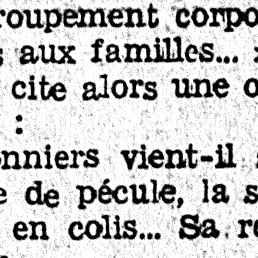 roupement corpo
s aux familles...
cite alors une o
:
onniers vient-il
e de pécule, la s
en colis... Sa re